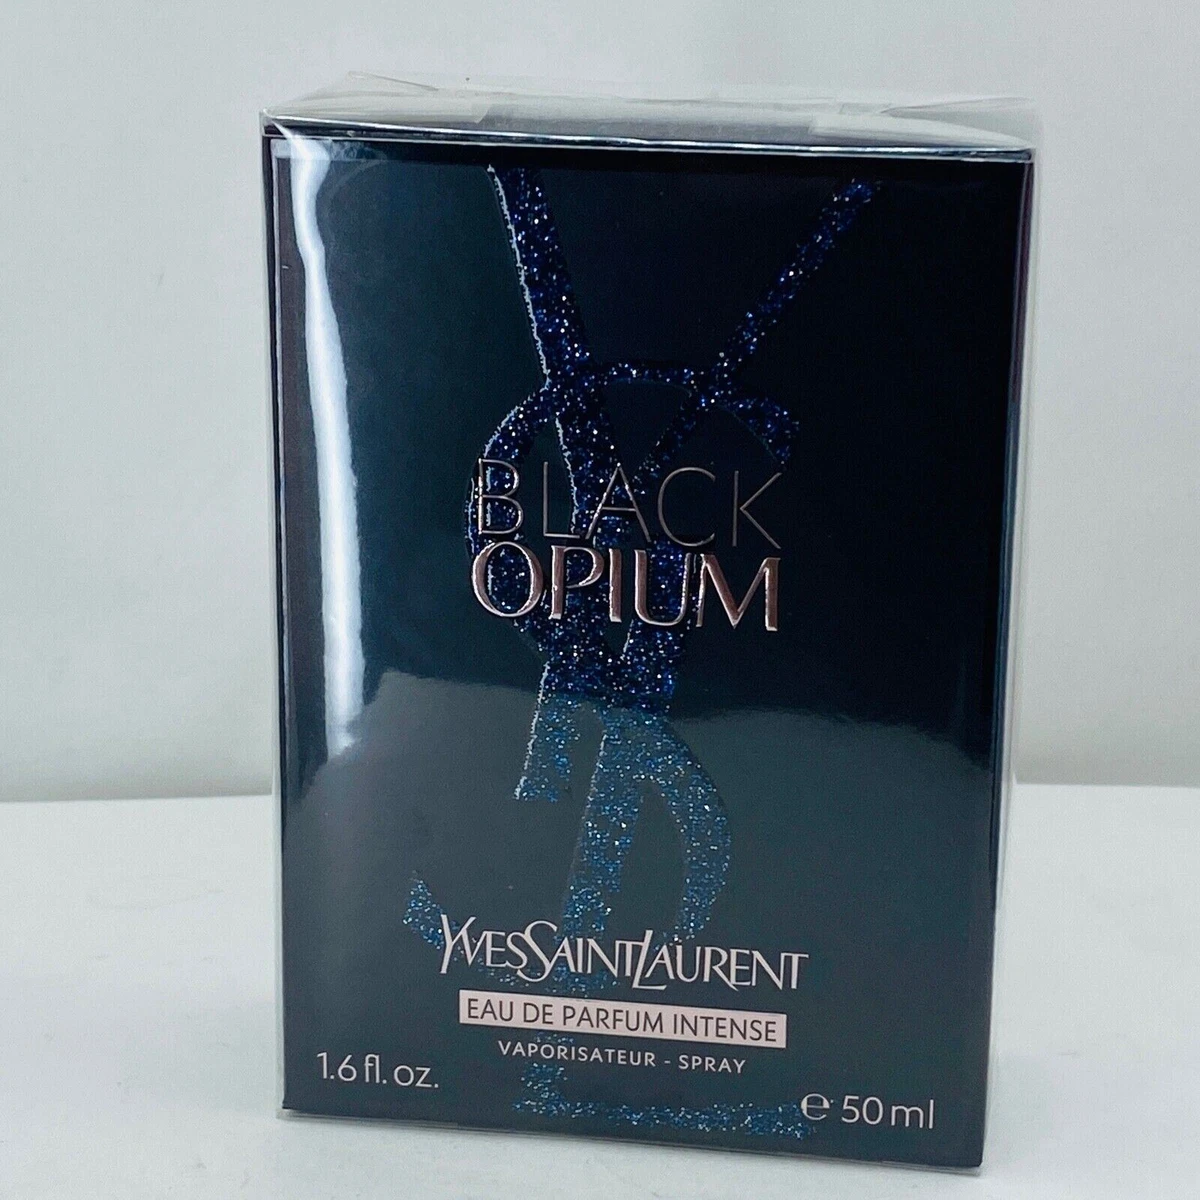 BLACK
OPIUM
YVESSAINTLAURENT
EAU DE PARFUM INTENSE
VAPORISATEUR - SPRAY
1.6 fl. oz.
℮ 50 ml